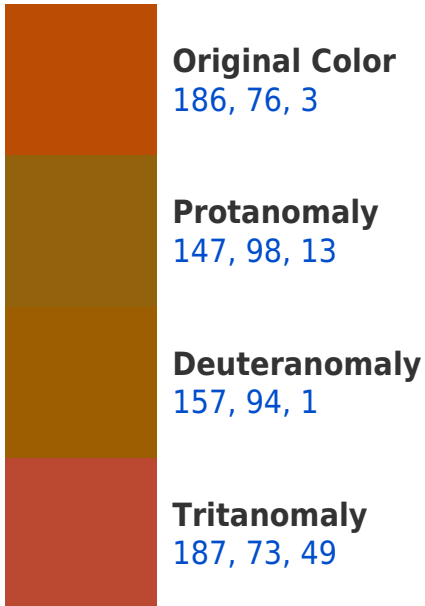 Original Color
186, 76, 3
Protanomaly
147, 98, 13
Deuteranomaly
157, 94, 1
Tritanomaly
187, 73, 49